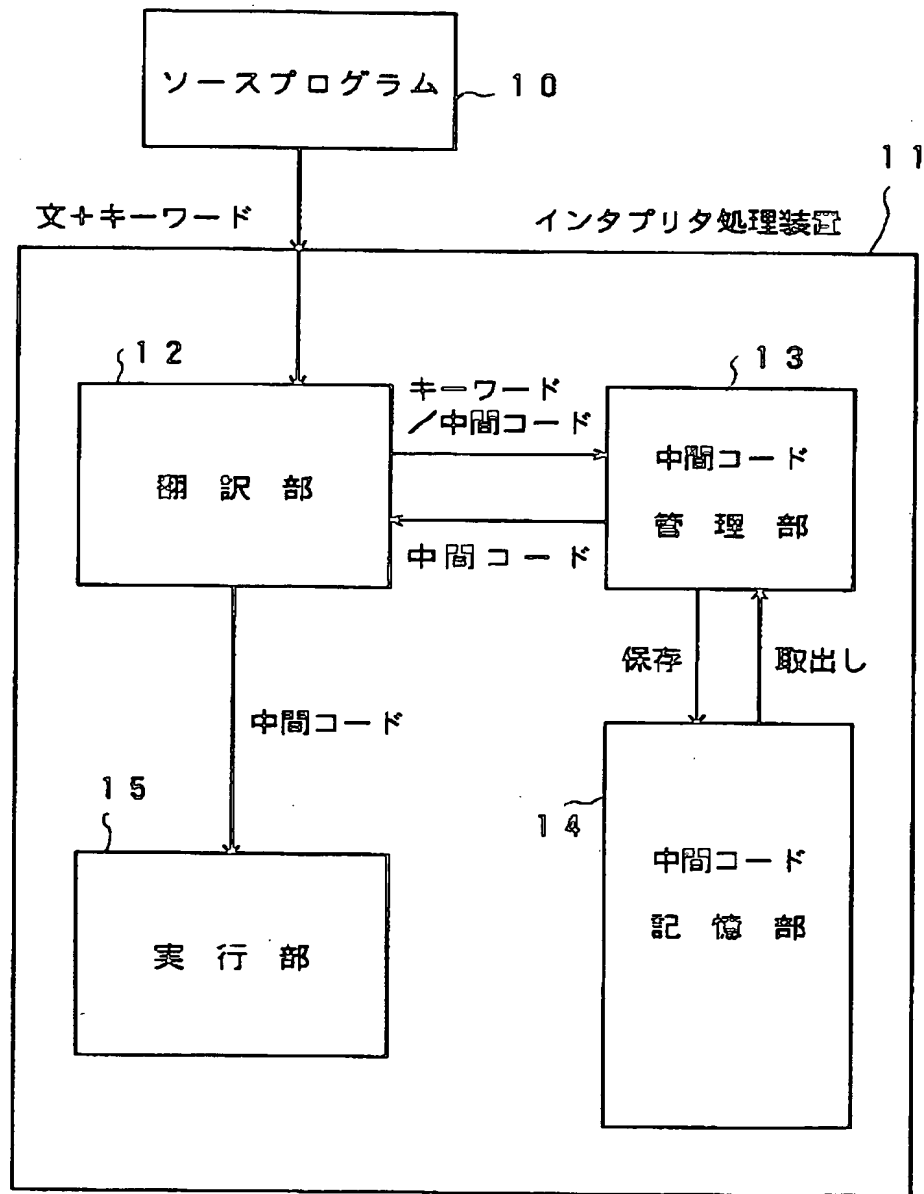 ソースプログラム
10
11
文+キーワード
インタプリタ処理装置
12
13
キーワード
/中間コード
翻訳部
中間コード
管理部
中間コード
保存
取出し
中間コード
15
14
中間コード
記憶部
実行部